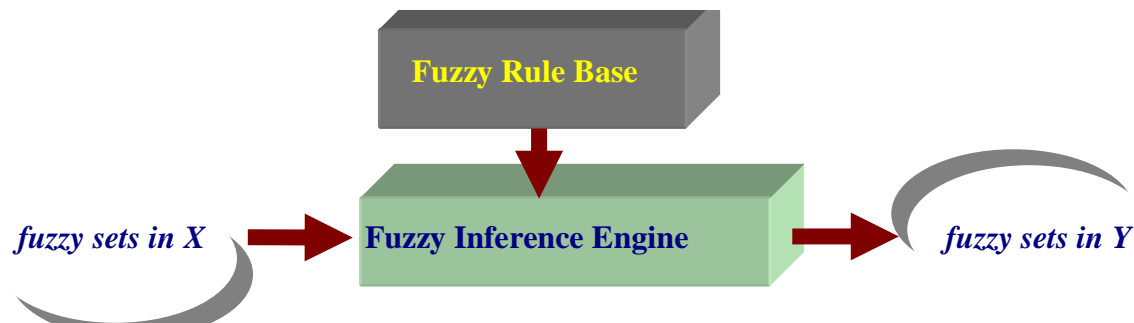 Fuzzy Rule Base
fuzzy sets in X
Fuzzy Inference Engine
fuzzy sets in Y